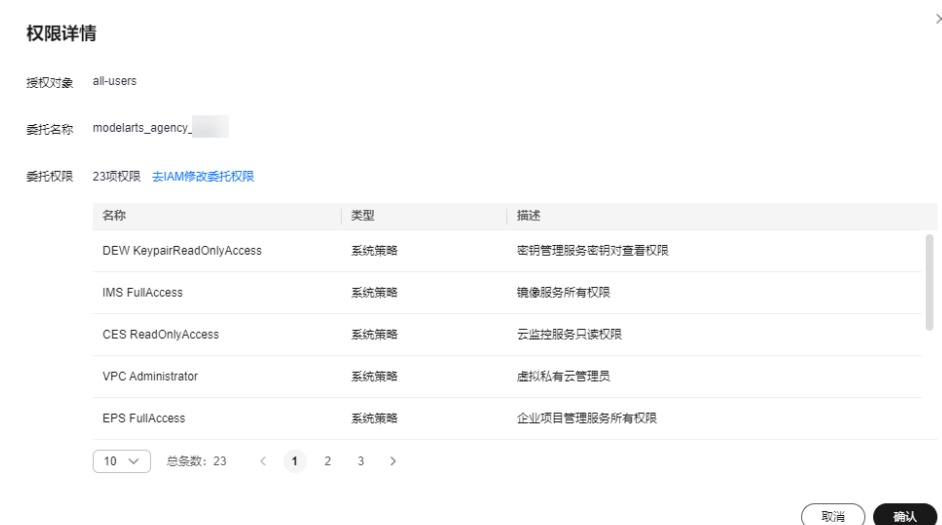 权限详情
授权对象 all-users
委托名称 modelarts_agency_
委托权限 23项权限 去IAM修改委托权限
名称 类型 描述
DEW KeypairReadOnlyAccess 系统策略 密钥管理服务密钥对查看权限
IMS FullAccess 系统策略 镜像服务所有权限
CES ReadOnlyAccess 系统策略 云监控服务只读权限
VPC Administrator 系统策略 虚拟私有云管理员
EPS FullAccess 系统策略 企业项目管理服务所有权限
10 总条数: 23 < 1 2 3 >
取消 确认